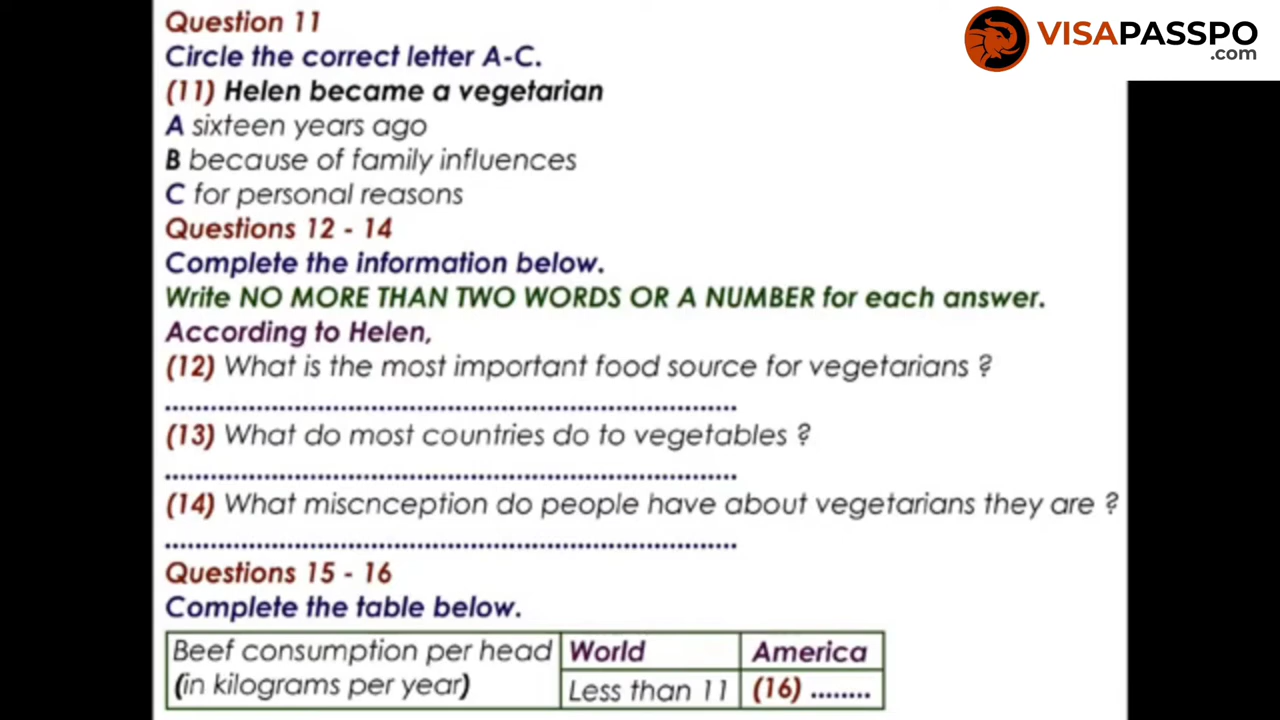 VISAPASSPO
.com
Question 11
Circle the correct letter A-C.
(11) Helen became a vegetarian
A sixteen years ago
B because of family influences
C for personal reasons
Questions 12 - 14
Complete the information below.
Write NO MORE THAN TWO WORDS OR A NUMBER for each answer.
According to Helen,
(12) What is the most important food source for vegetarians ?
...........................................................................
(13) What do most countries do to vegetables ?
...........................................................................
(14) What miscnception do people have about vegetarians they are ?
...........................................................................
Questions 15 - 16
Complete the table below.
Beef consumption per head World America
(in kilograms per year) Less than 11 (16) ........